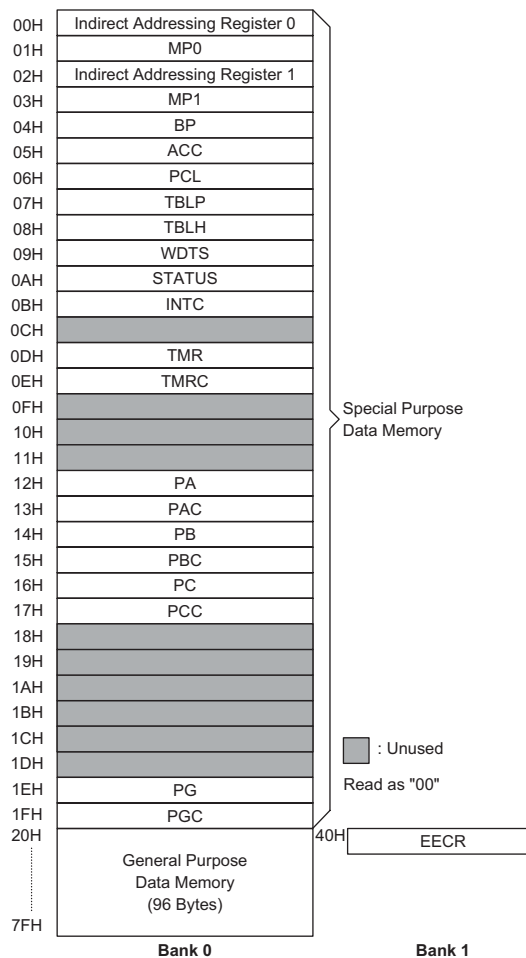 00H Indirect Addressing Register 0
01H MP0
02H Indirect Addressing Register 1
03H MP1
04H BP
05H ACC
06H PCL
07H TBLP
08H TBLH
09H WDTS
0AH STATUS
0BH INTC
0CH
0DH TMR
0EH TMRC
0FH
10H
11H
Special Purpose
Data Memory
12H PA
13H PAC
14H PB
15H PBC
16H PC
17H PCC
18H
19H
1AH
1BH
1CH
1DH
: Unused
Read as "00"
1EH PG
1FH PGC
20H
General Purpose
Data Memory
(96 Bytes)
7FH
40H EECR
Bank 0
Bank 1